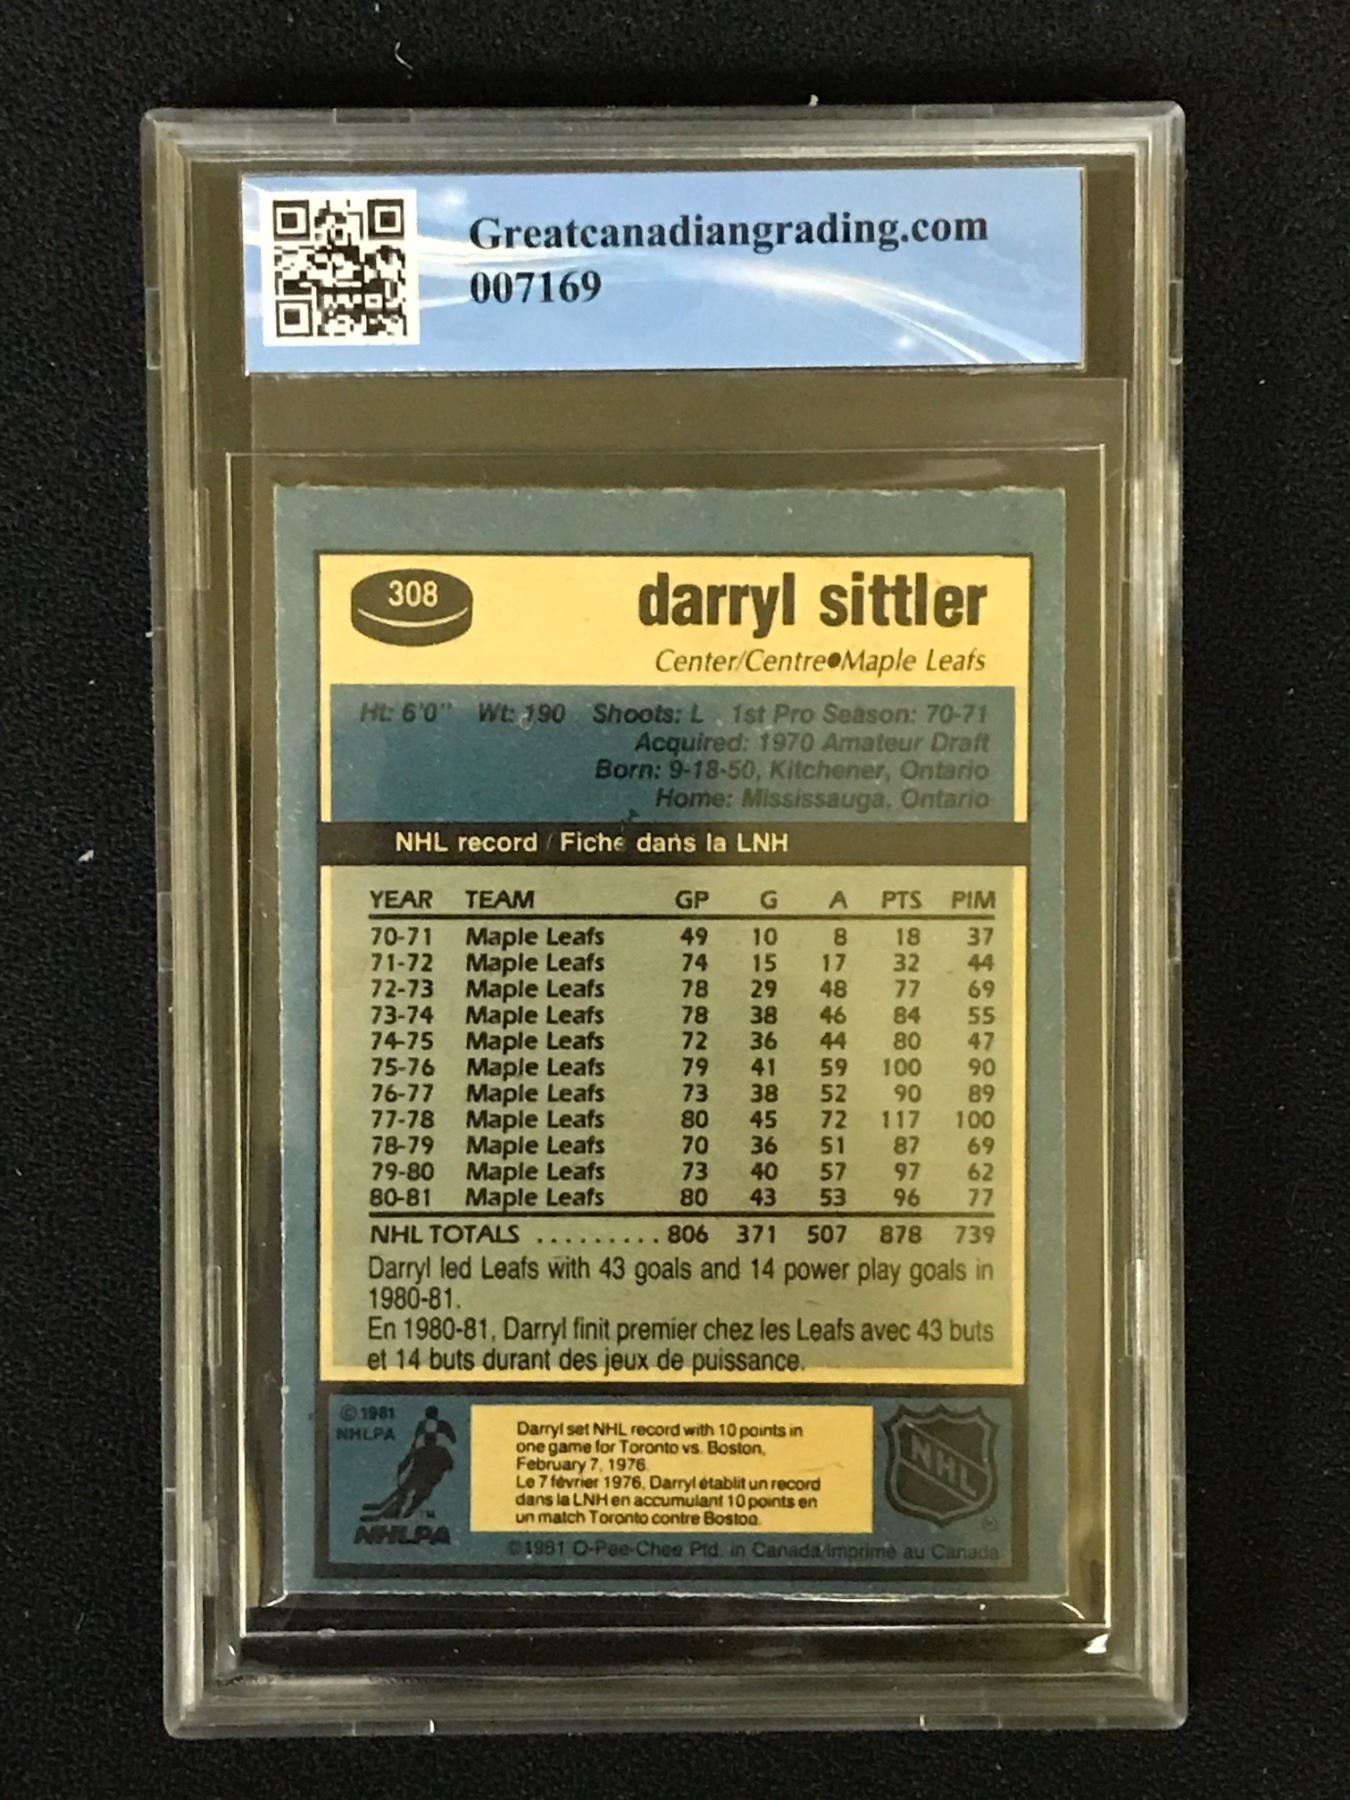 Greatcanadiangrading.com
007169
308
darryl sittler
Center/Centre●Maple Leafs
Ht: 6'0" Wt: 190 Shoots: L 1st Pro Season: 70-71
Acquired: 1970 Amateur Draft
Born: 9-18-50, Kitchener, Ontario
Home: Mississauga, Ontario
NHL record / Fiche dans la LNH
YEAR TEAM GP G A PTS PIM
70-71 Maple Leafs 49 10 8 18 37
71-72 Maple Leafs 74 15 17 32 44
72-73 Maple Leafs 78 29 48 77 69
73-74 Maple Leafs 78 38 46 84 55
74-75 Maple Leafs 72 36 44 80 47
75-76 Maple Leafs 79 41 59 100 90
76-77 Maple Leafs 73 38 52 90 89
77-78 Maple Leafs 80 45 72 117 100
78-79 Maple Leafs 70 36 51 87 69
79-80 Maple Leafs 73 40 57 97 62
80-81 Maple Leafs 80 43 53 96 77
NHL TOTALS ......... 806 371 507 878 739
Darryl led Leafs with 43 goals and 14 power play goals in
1980-81.
En 1980-81, Darryl finit premier chez les Leafs avec 43 buts
et 14 buts durant des jeux de puissance.
© 1981
NHLPA
NHLPA ™
Darryl set NHL record with 10 points in
one game for Toronto vs. Boston,
February 7, 1976.
Le 7 février 1976, Darryl établit un record
dans la LNH en accumulant 10 points en
un match Toronto contre Boston.
NHL
©1981 O-Pee-Chee Ptd. in Canada/Imprimé au Canada